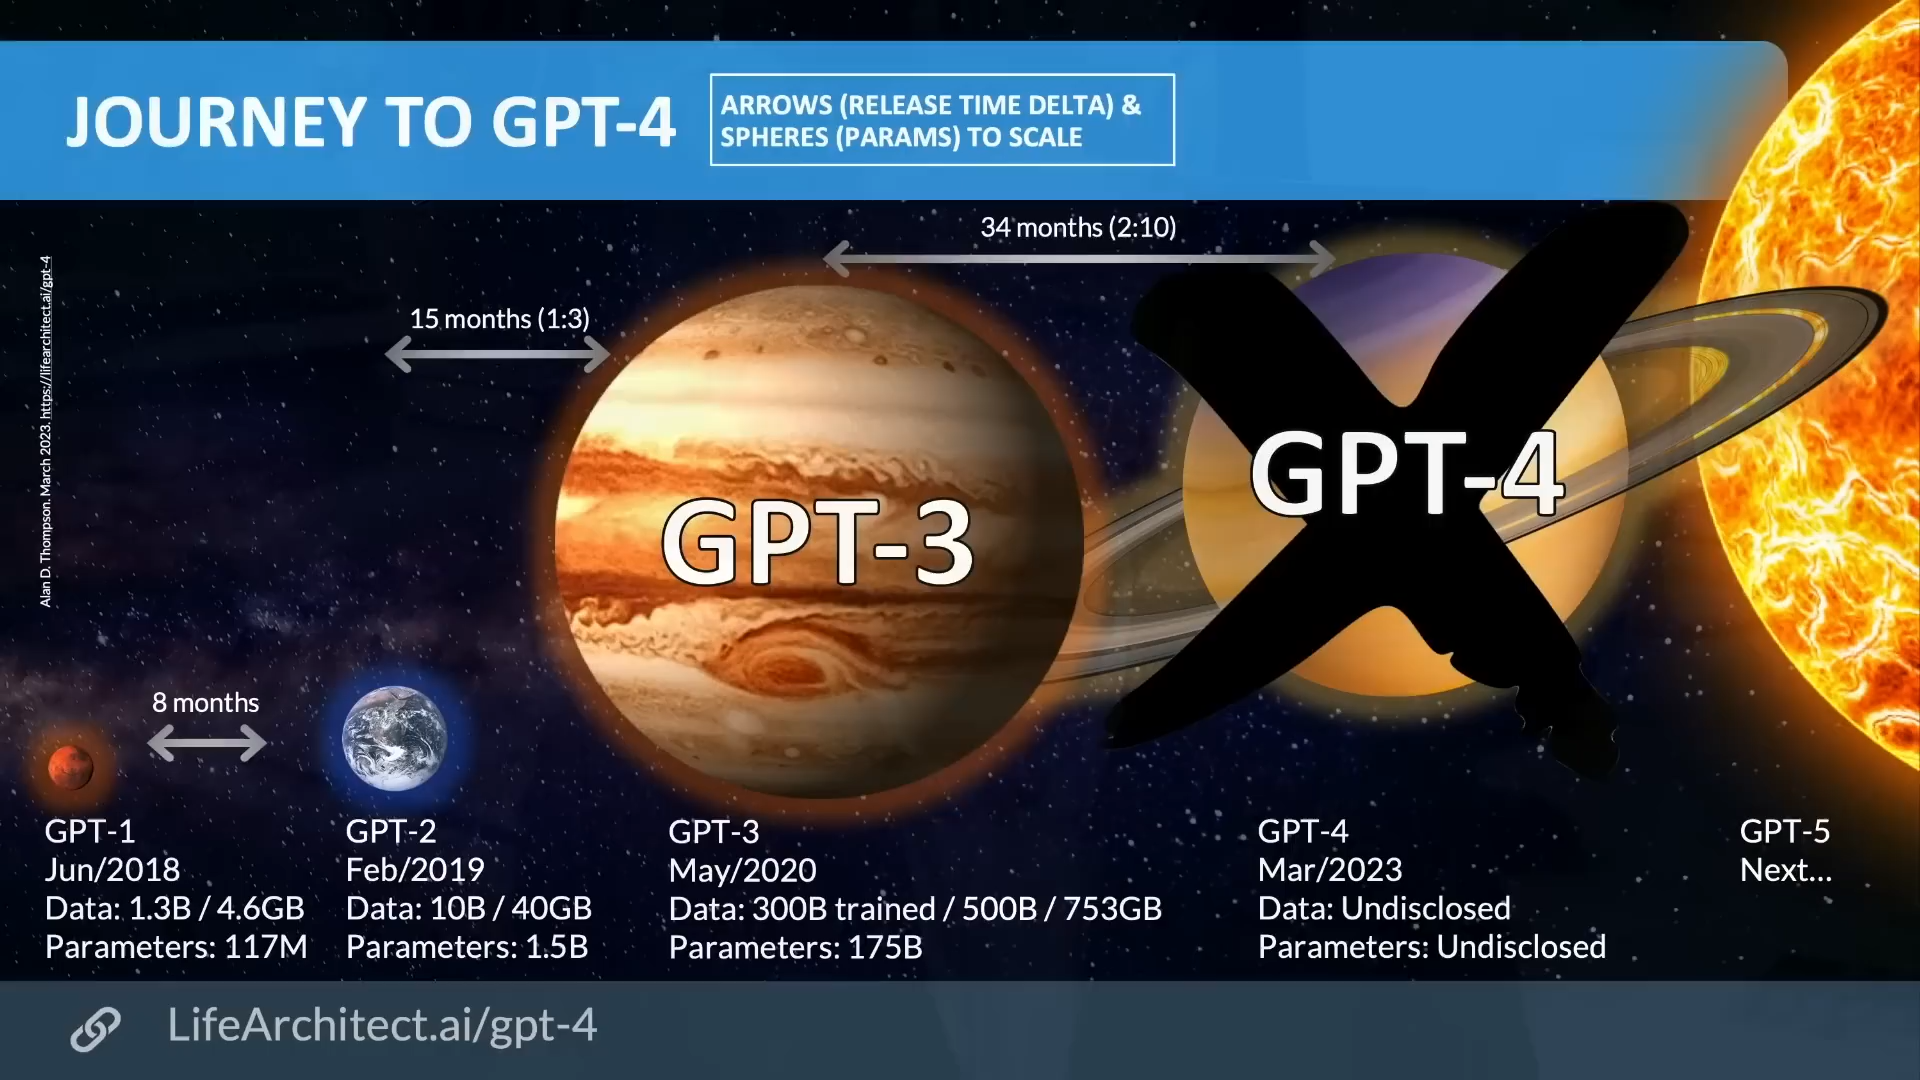 JOURNEY TO GPT-4
ARROWS (RELEASE TIME DELTA) &
SPHERES (PARAMS) TO SCALE
Alan D. Thompson. March 2023. https://lifearchitect.ai/gpt-4
34 months (2:10)
15 months (1:3)
8 months
GPT-3
GPT-4
GPT-1
Jun/2018
Data: 1.3B / 4.6GB
Parameters: 117M
GPT-2
Feb/2019
Data: 10B / 40GB
Parameters: 1.5B
GPT-3
May/2020
Data: 300B trained / 500B / 753GB
Parameters: 175B
GPT-4
Mar/2023
Data: Undisclosed
Parameters: Undisclosed
GPT-5
Next...
LifeArchitect.ai/gpt-4